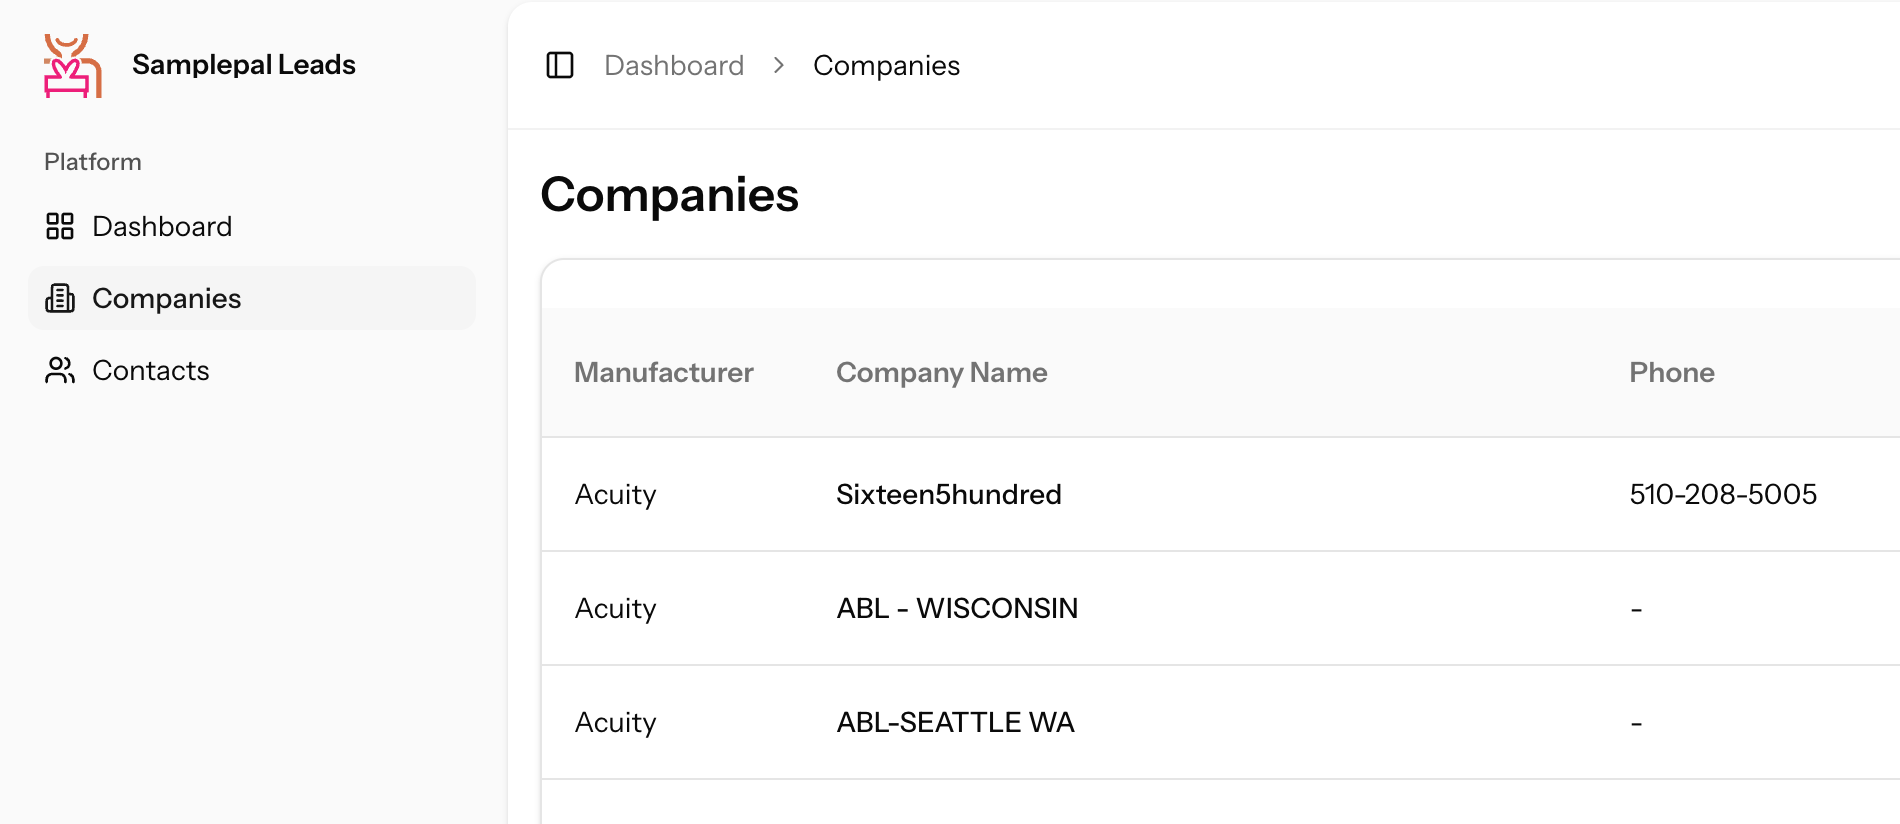 Samplepal Leads
Platform
Dashboard
Companies
Contacts
Dashboard > Companies
Companies
Manufacturer Company Name Phone
Acuity Sixteen5hundred 510-208-5005
Acuity ABL - WISCONSIN -
Acuity ABL-SEATTLE WA -